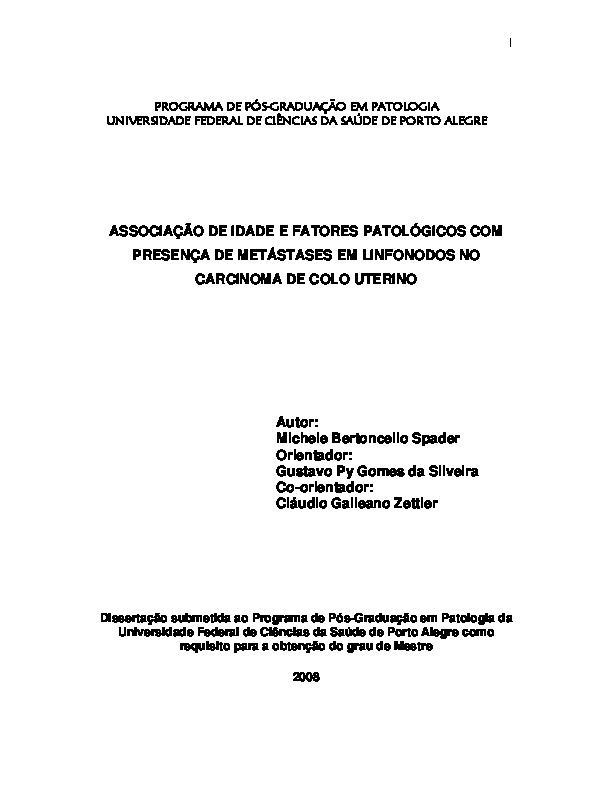 I
PROGRAMA DE PÓS-GRADUAÇÃO EM PATOLOGIA
UNIVERSIDADE FEDERAL DE CIÊNCIAS DA SAÚDE DE PORTO ALEGRE
ASSOCIAÇÃO DE IDADE E FATORES PATOLÓGICOS COM
PRESENÇA DE METÁSTASES EM LINFONODOS NO
CARCINOMA DE COLO UTERINO
Autor:
Michele Bertoncello Spader
Orientador:
Gustavo Py Gomes da Silveira
Co-orientador:
Cláudio Galleano Zettler
Dissertação submetida ao Programa de Pós-Graduação em Patologia da
Universidade Federal de Ciências da Saúde de Porto Alegre como
requisito para a obtenção do grau de Mestre
2008